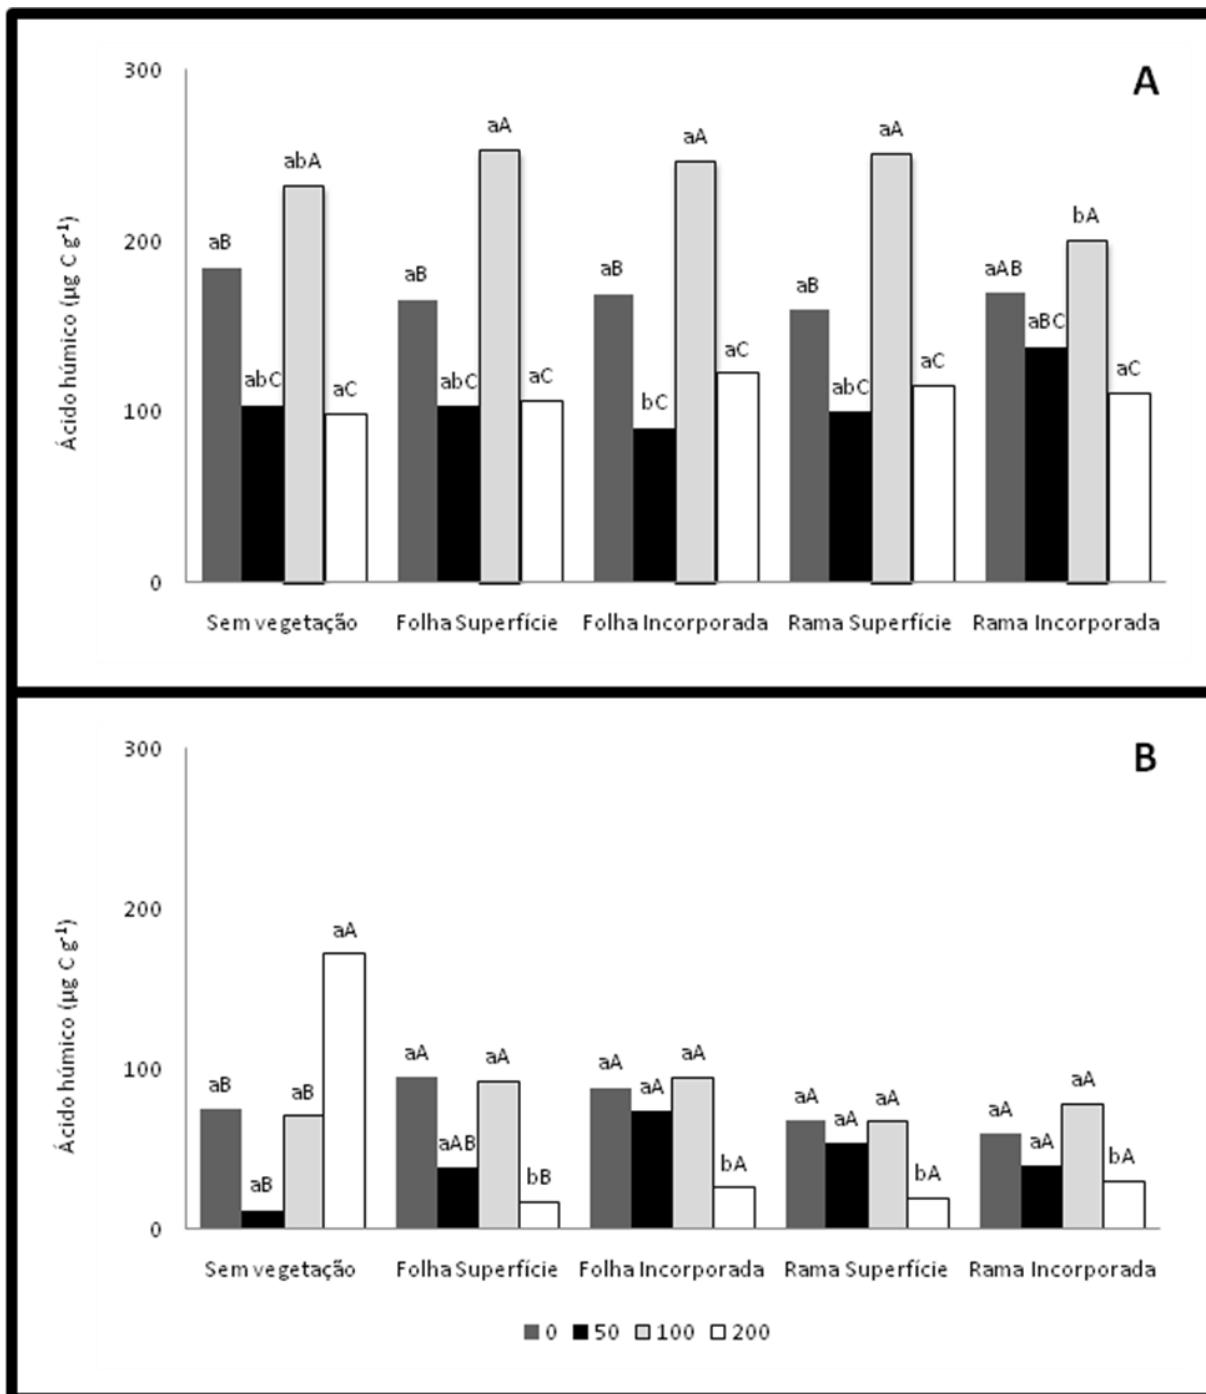 A
300
200
100
0
Ácido húmico (µg C g⁻¹)
aB abC abA aC
aB abC aA aC
aB bC aA aC
aB abC aA aC
aAB aBC bA aC
Sem vegetação Folha Superfície Folha Incorporada Rama Superfície Rama Incorporada
B
300
200
100
0
Ácido húmico (µg C g⁻¹)
aB aB aB aA
aA aAB aA bB
aA aA aA bA
aA aA aA bA
aA aA aA bA
Sem vegetação Folha Superfície Folha Incorporada Rama Superfície Rama Incorporada
0 50 100 200